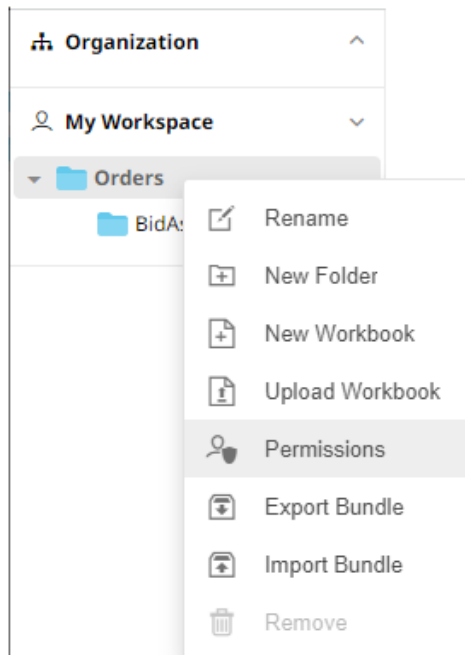 Organization
My Workspace
Orders
Rename
New Folder
New Workbook
Upload Workbook
Permissions
Export Bundle
Import Bundle
Remove